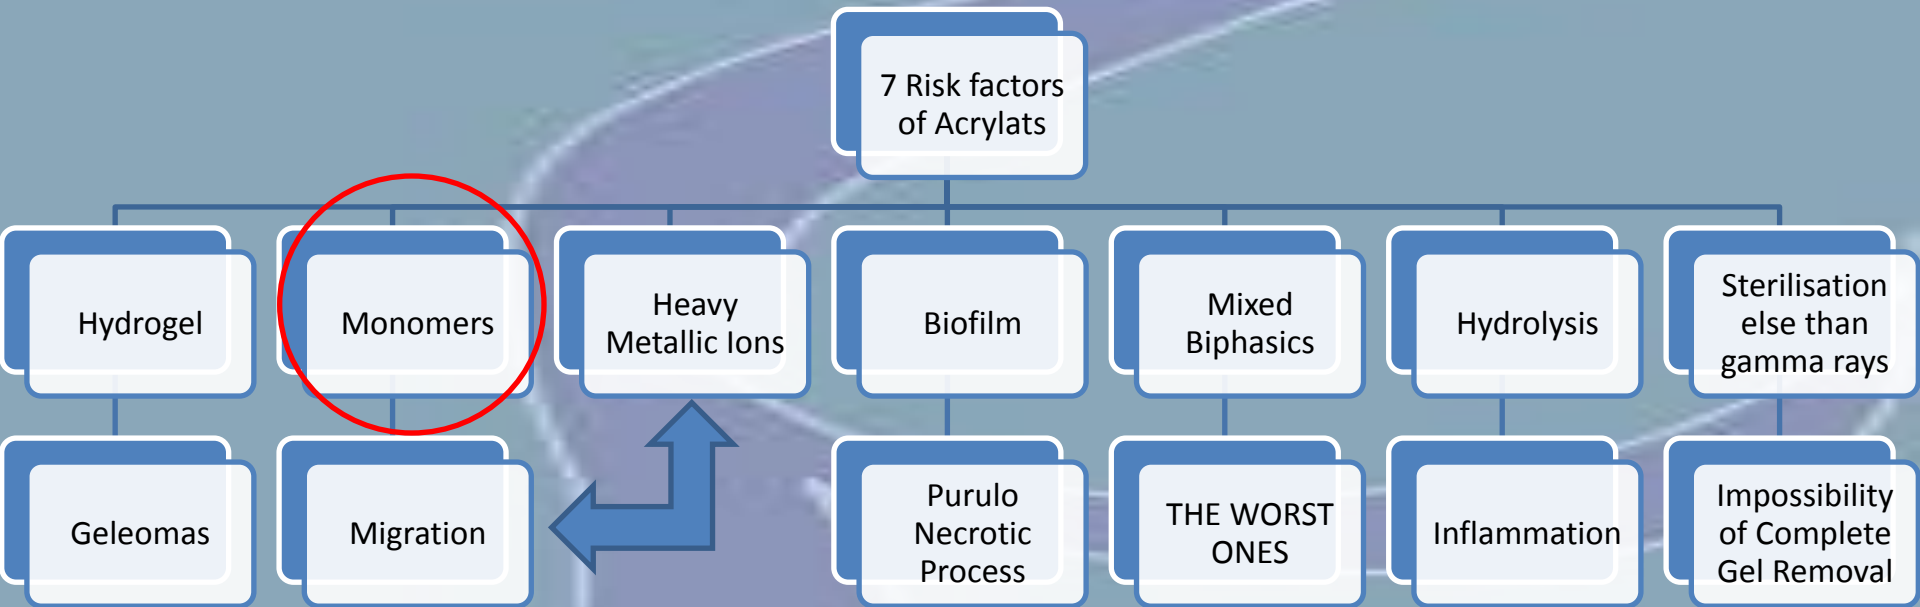 7 Risk factors
of Acrylats
Hydrogel
Monomers
Heavy
Metallic Ions
Biofilm
Mixed
Biphasics
Hydrolysis
Sterilisation
else than
gamma rays
Geleomas
Migration
Purulo
Necrotic
Process
THE WORST
ONES
Inflammation
Impossibility
of Complete
Gel Removal